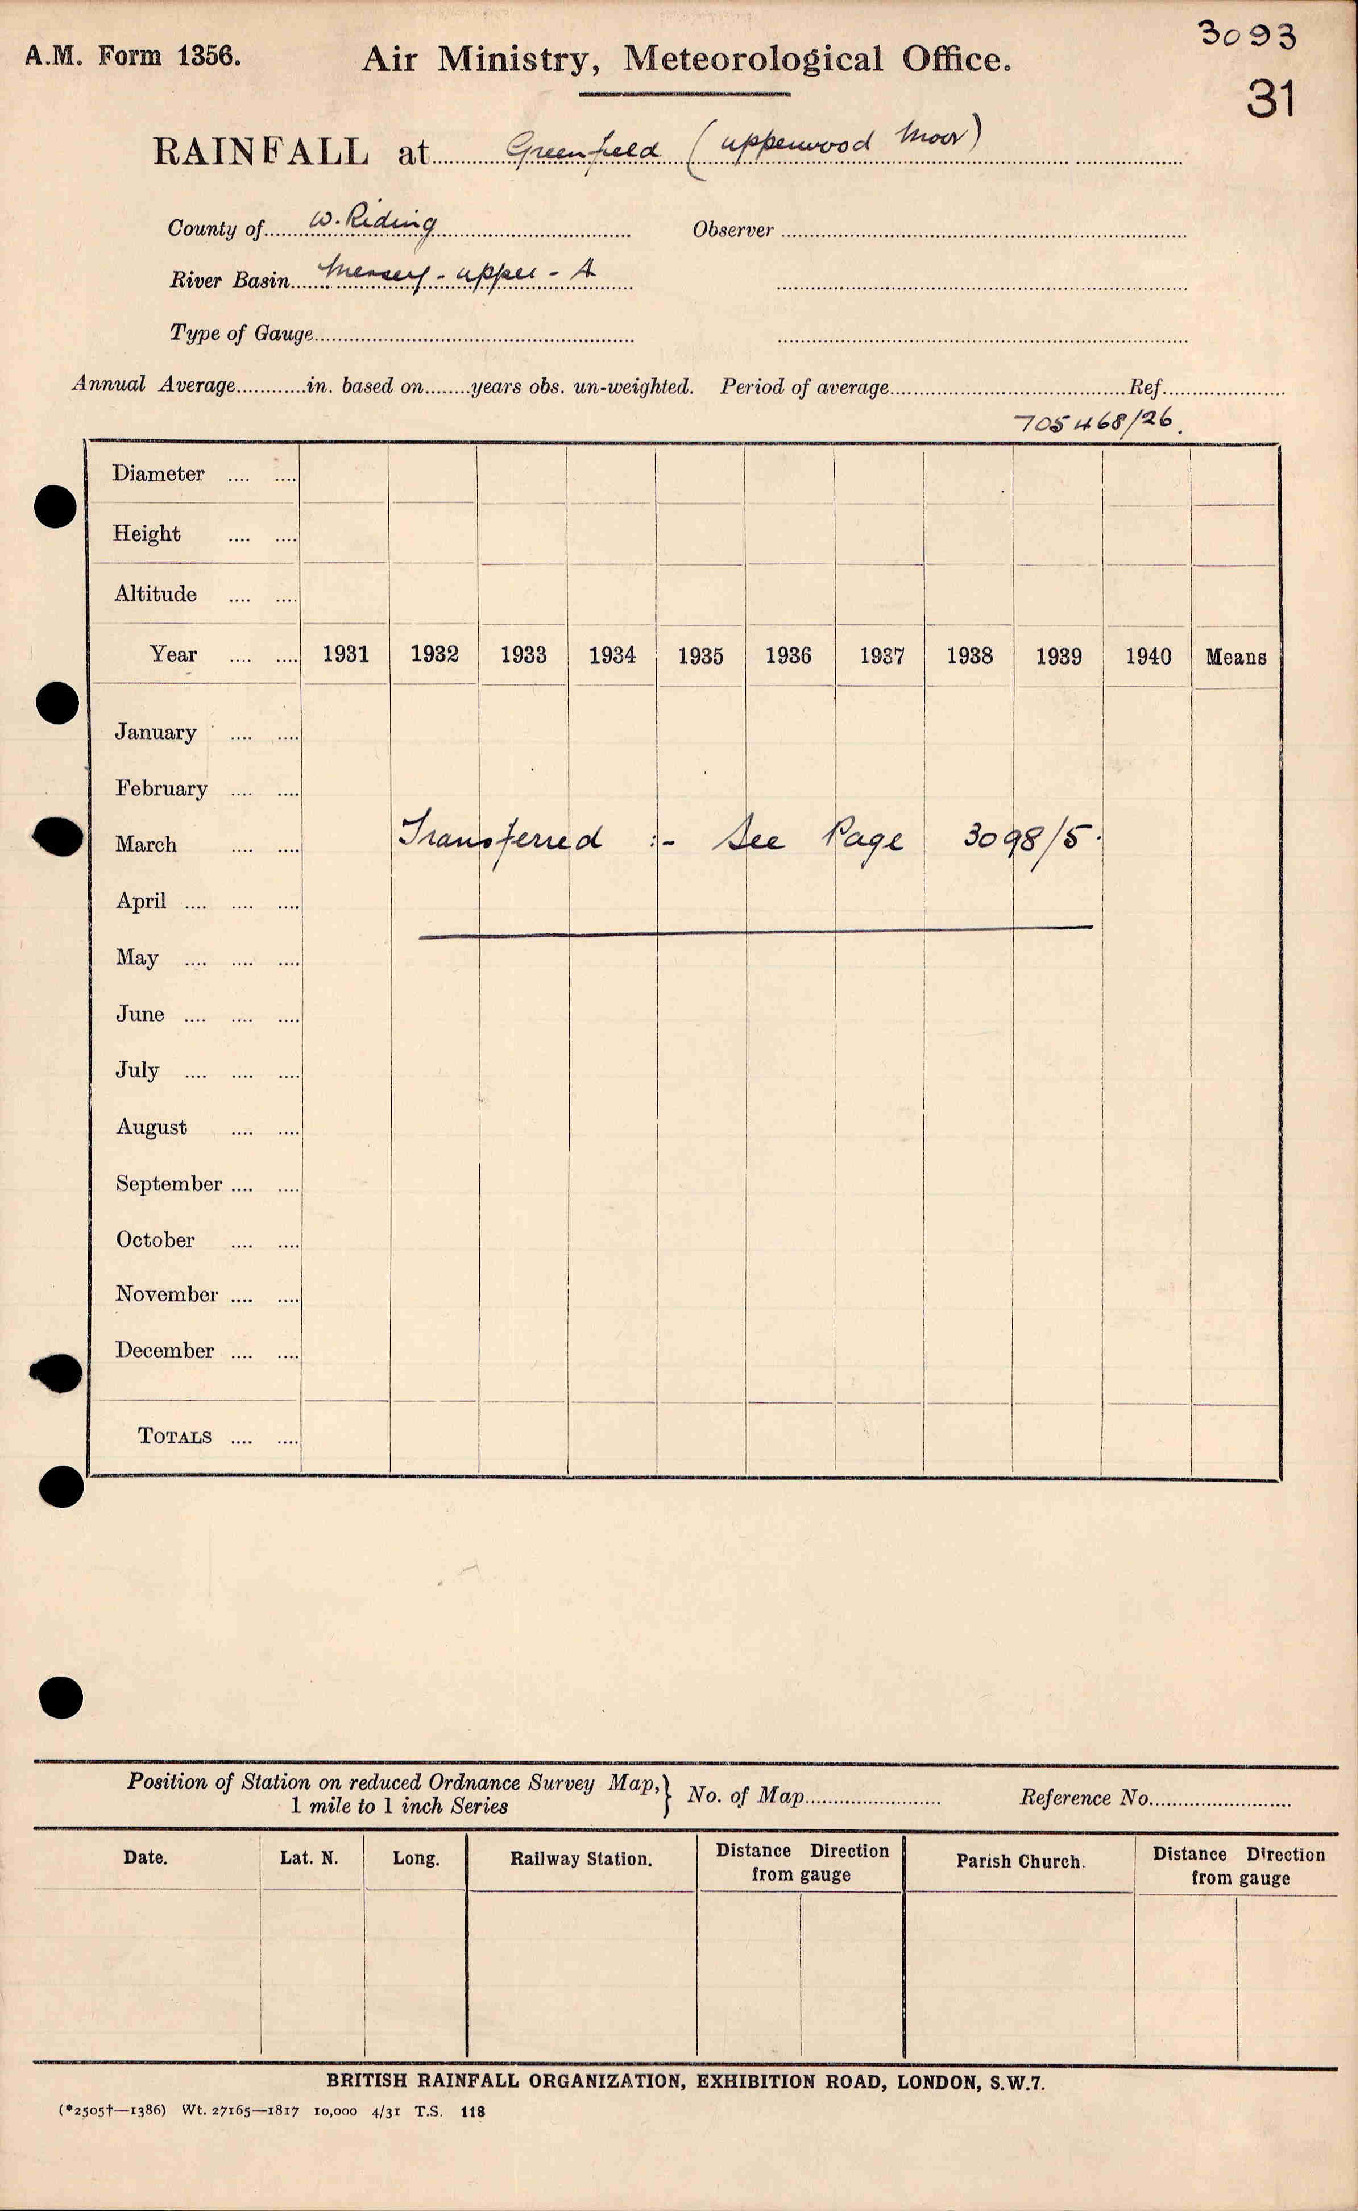 3093
A.M. Form 1356.
Air Ministry, Meteorological Office.
31
RAINFALL at Greenfield (Upperwood Moor)
County of W. Riding Observer
River Basin Mersey - upper - A
Type of Gauge
Annual Average in. based on years obs. un-weighted. Period of average Ref.
705468/26.
Diameter
Height
Altitude
Year 1931 1932 1933 1934 1935 1936 1937 1938 1939 1940 Means
January
February
March Transferred :- See Page 3098/5.
April
May
June
July
August
September
October
November
December
TOTALS
Position of Station on reduced Ordnance Survey Map,} No. of Map Reference No.
1 mile to 1 inch Series
Date. Lat. N. Long. Railway Station. Distance Direction from gauge Parish Church. Distance Direction from gauge
BRITISH RAINFALL ORGANIZATION, EXHIBITION ROAD, LONDON, S.W.7.
(*2505†—1386) Wt. 27165—1817 10,000 4/31 T.S. 118